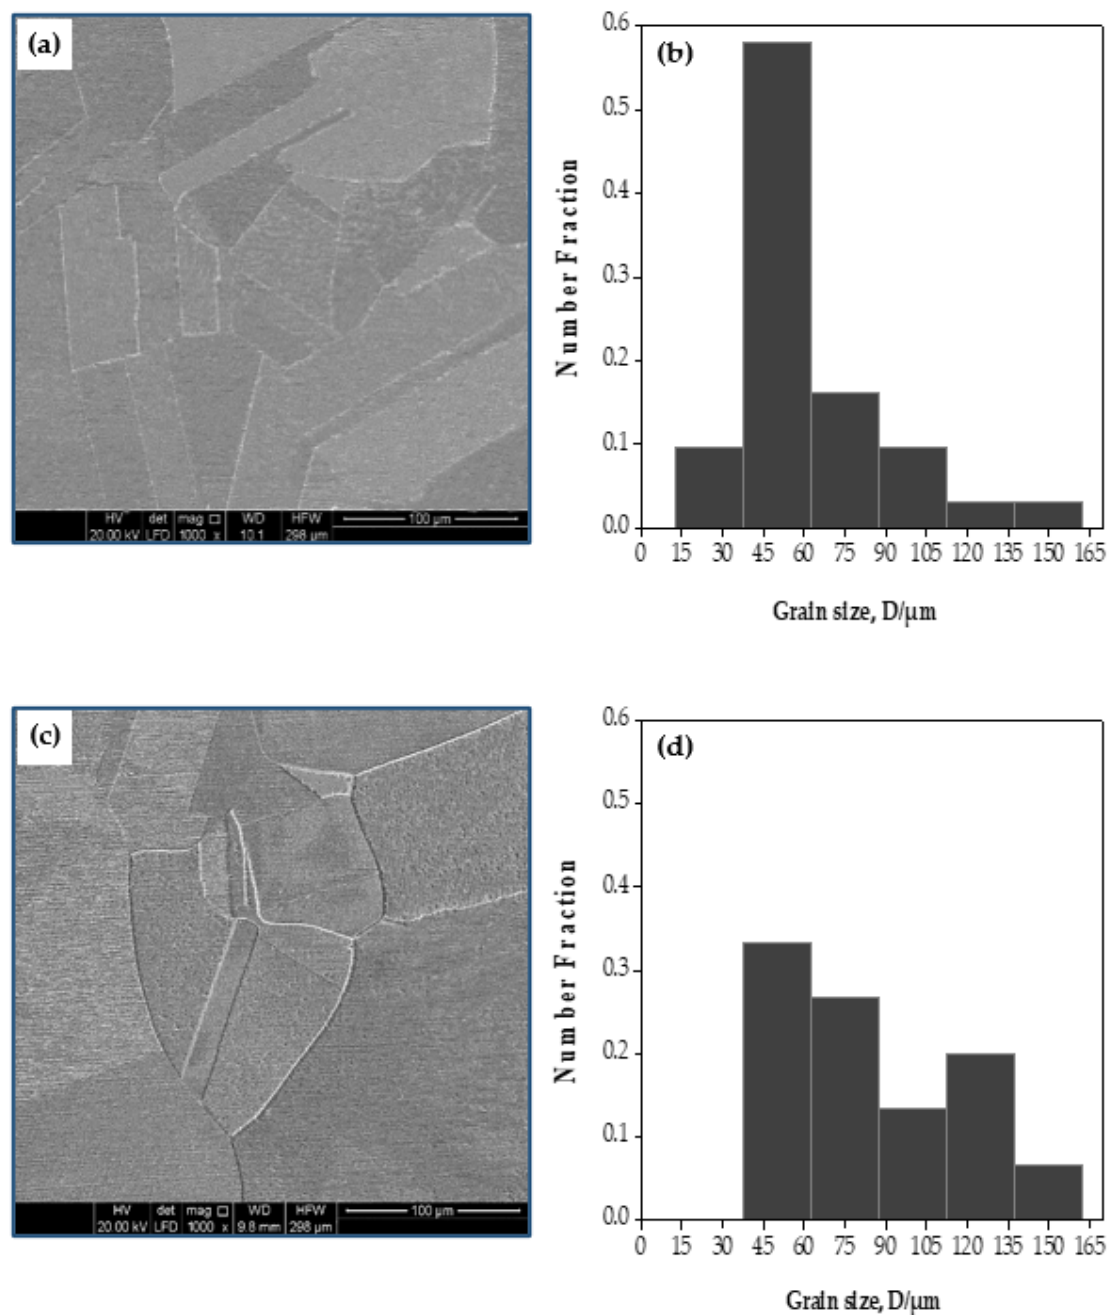 (a)
HV det mag □ WD HFW 100 µm
20.00 kV LFD 1000 x 10.1 298 µm
(b)
Number Fraction
0.6
0.5
0.4
0.3
0.2
0.1
0.0
0 15 30 45 60 75 90 105 120 135 150 165
Grain size, D/µm
(c)
HV det mag □ WD HFW 100 µm
20.00 kV LFD 1000 x 9.8 mm 298 µm
(d)
Number Fraction
0.6
0.5
0.4
0.3
0.2
0.1
0.0
0 15 30 45 60 75 90 105 120 135 150 165
Grain size, D/µm